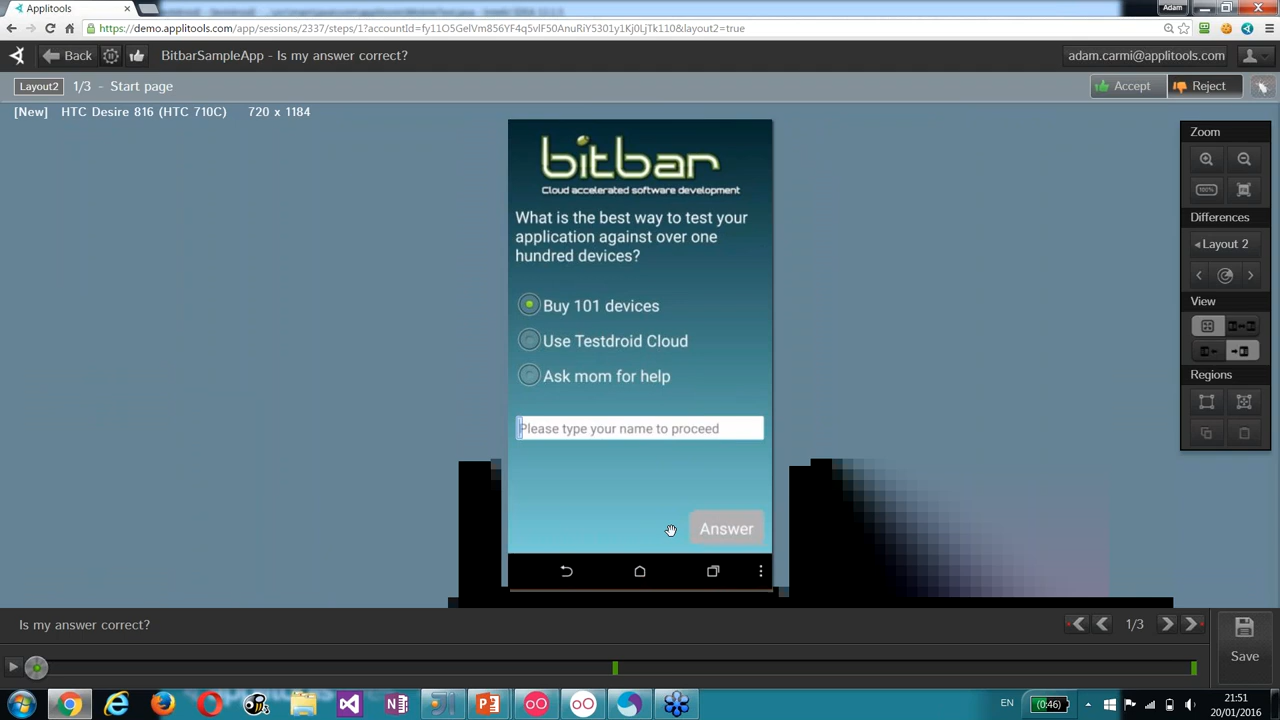 Applitools
Adam
https://demo.applitools.com/app/sessions/2337/steps/1?accountId=fy11O5GeIVm856YF4q5vIF50AnuRiY5301y1Kj0LjTk110&layout2=true
Back
BitbarSampleApp - Is my answer correct?
adam.carmi@applitools.com
Layout2
1/3 - Start page
Accept
Reject
[New] HTC Desire 816 (HTC 710C) 720 x 1184
Zoom
100%
Differences
Layout 2
View
Regions
bitbar
Cloud accelerated software development
What is the best way to test your
application against over one
hundred devices?
Buy 101 devices
Use Testdroid Cloud
Ask mom for help
Please type your name to proceed
Answer
Is my answer correct?
1/3
Save
EN
(0:46)
21:51
20/01/2016